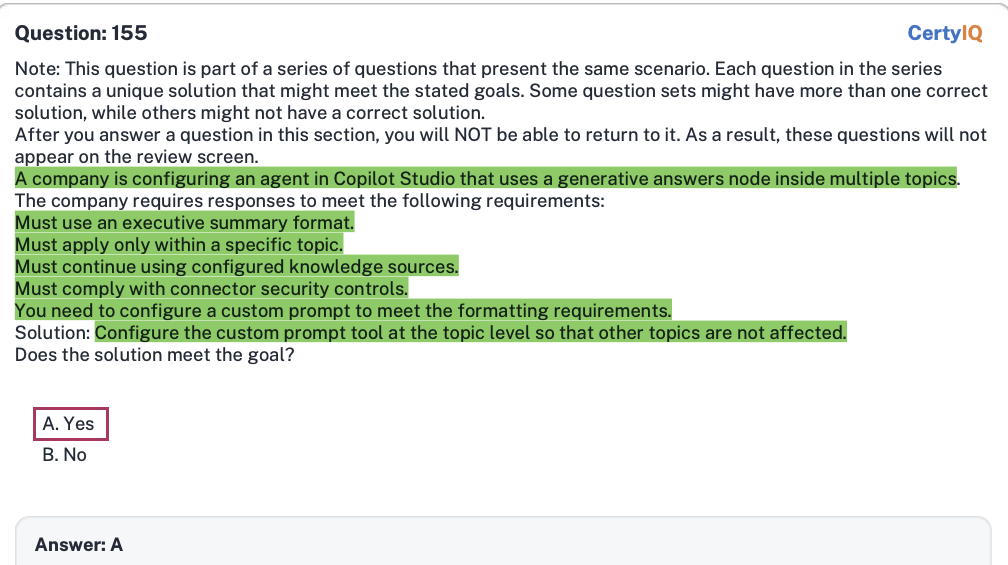 Question: 155
CertyIQ
Note: This question is part of a series of questions that present the same scenario. Each question in the series
contains a unique solution that might meet the stated goals. Some question sets might have more than one correct
solution, while others might not have a correct solution.
After you answer a question in this section, you will NOT be able to return to it. As a result, these questions will not
appear on the review screen.
A company is configuring an agent in Copilot Studio that uses a generative answers node inside multiple topics.
The company requires responses to meet the following requirements:
Must use an executive summary format.
Must apply only within a specific topic.
Must continue using configured knowledge sources.
Must comply with connector security controls.
You need to configure a custom prompt to meet the formatting requirements.
Solution: Configure the custom prompt tool at the topic level so that other topics are not affected.
Does the solution meet the goal?
A. Yes
B. No
Answer: A